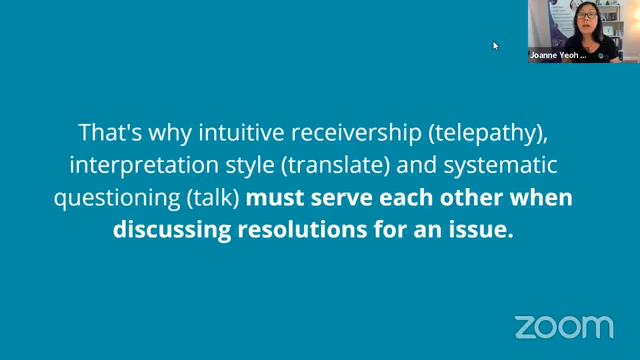 Joanne Yeoh ...
That's why intuitive receivership (telepathy),
interpretation style (translate) and systematic
questioning (talk) must serve each other when
discussing resolutions for an issue.
zoom